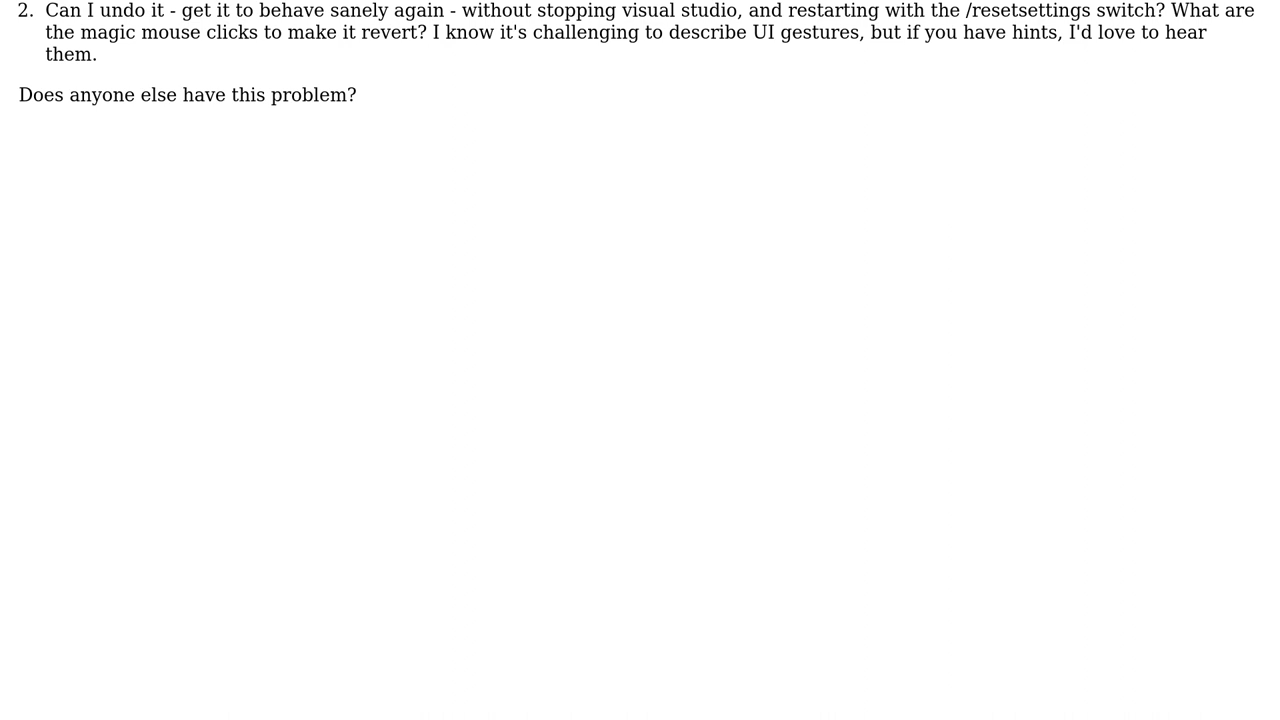 2. Can I undo it - get it to behave sanely again - without stopping visual studio, and restarting with the /resetsettings switch? What are
the magic mouse clicks to make it revert? I know it's challenging to describe UI gestures, but if you have hints, I'd love to hear
them.
Does anyone else have this problem?